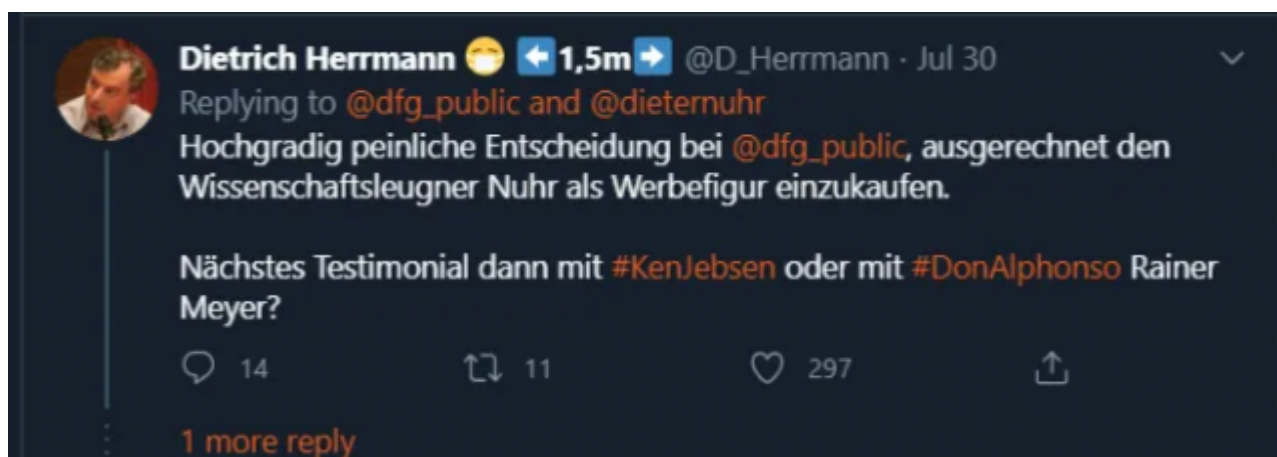 Dietrich Herrmann 😷 ⬅1,5m➡ @D_Herrmann · Jul 30
Replying to @dfg_public and @dieternuhr
Hochgradig peinliche Entscheidung bei @dfg_public, ausgerechnet den
Wissenschaftsleugner Nuhr als Werbefigur einzukaufen.
Nächstes Testimonial dann mit #KenJebsen oder mit #DonAlphonso Rainer
Meyer?
14 11 297
1 more reply